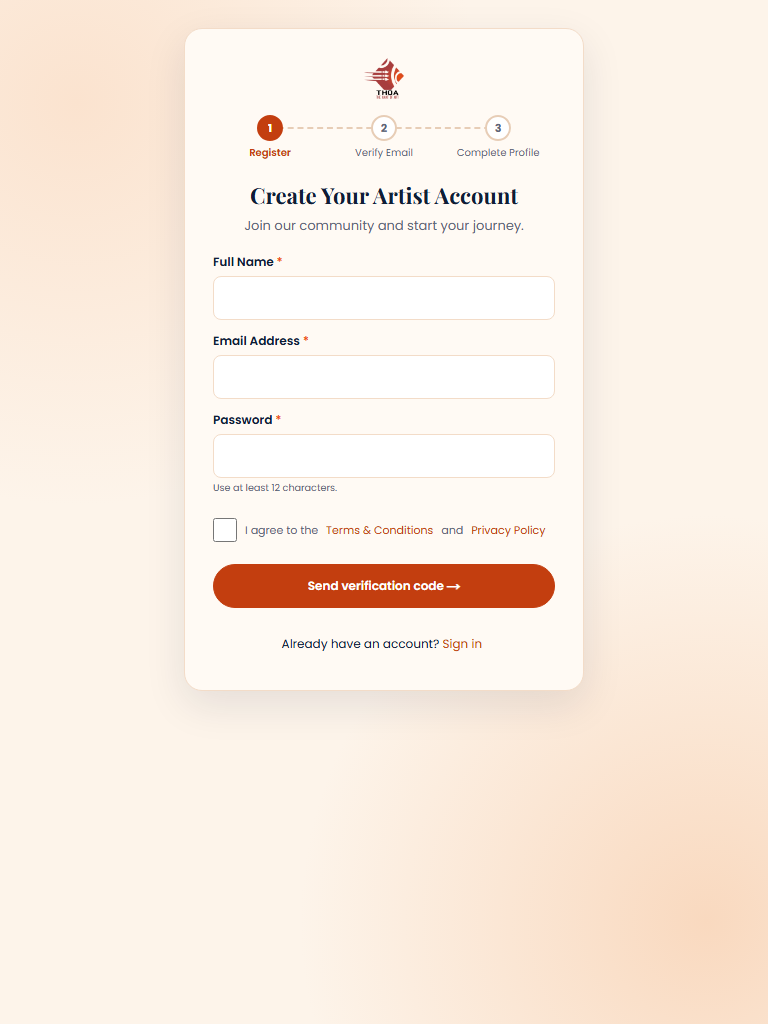 THOA
1
2
3
Register
Verify Email
Complete Profile
Create Your Artist Account
Join our community and start your journey.
Full Name *
Email Address *
Password *
Use at least 12 characters.
I agree to the Terms & Conditions and Privacy Policy
Send verification code →
Already have an account? Sign in